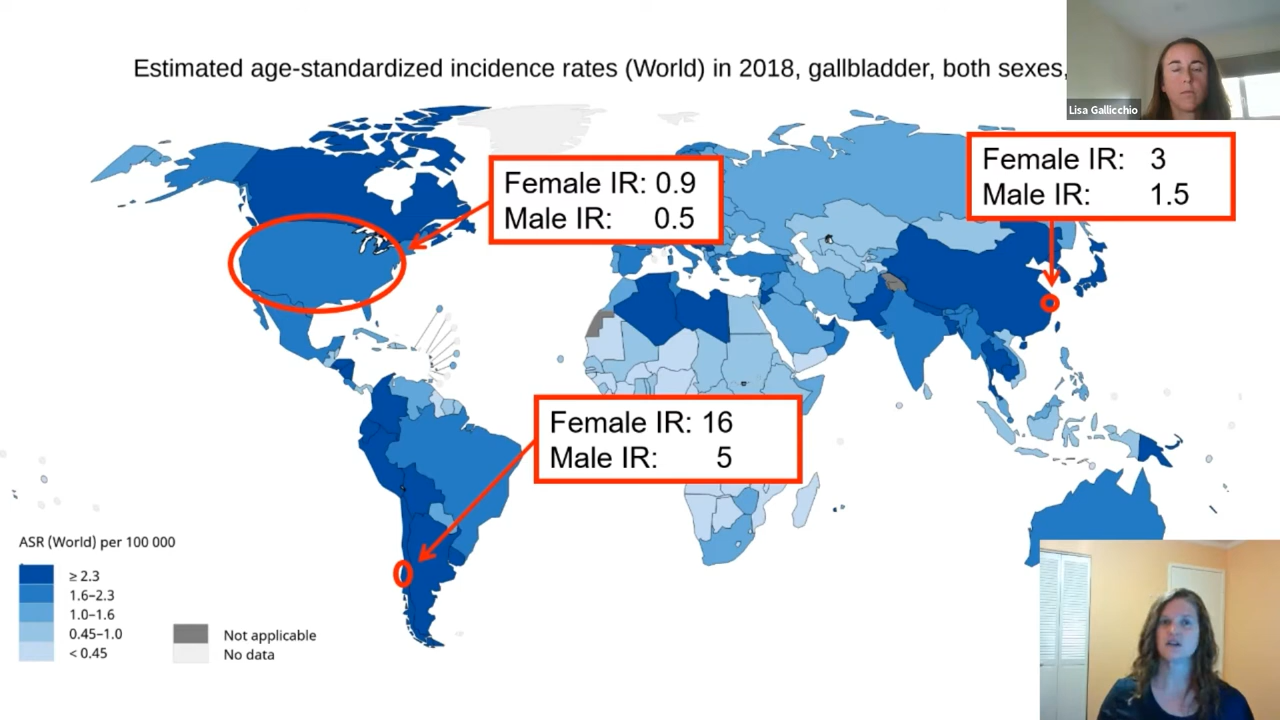 Estimated age-standardized incidence rates (World) in 2018, gallbladder, both sexes,
Lisa Gallicchio
Female IR: 3
Male IR: 1.5
Female IR: 0.9
Male IR: 0.5
Female IR: 16
Male IR: 5
ASR (World) per 100 000
≥ 2.3
1.6–2.3
1.0–1.6
0.45–1.0
< 0.45
Not applicable
No data